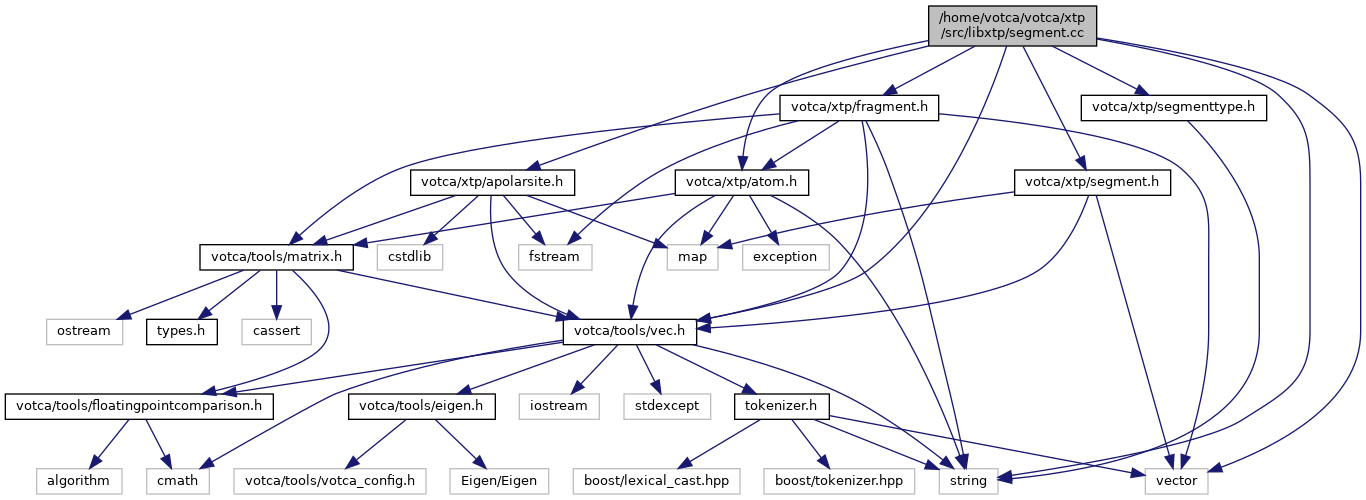 /home/votca/votca/xtp
/src/libxtp/segment.cc
votca/xtp/fragment.h
votca/xtp/segmenttype.h
votca/xtp/apolarsite.h
votca/xtp/atom.h
votca/xtp/segment.h
votca/tools/matrix.h
cstdlib
fstream
map
exception
ostream
types.h
cassert
votca/tools/vec.h
votca/tools/floatingpointcomparison.h
votca/tools/eigen.h
iostream
stdexcept
tokenizer.h
algorithm
cmath
votca/tools/votca_config.h
Eigen/Eigen
boost/lexical_cast.hpp
boost/tokenizer.hpp
string
vector